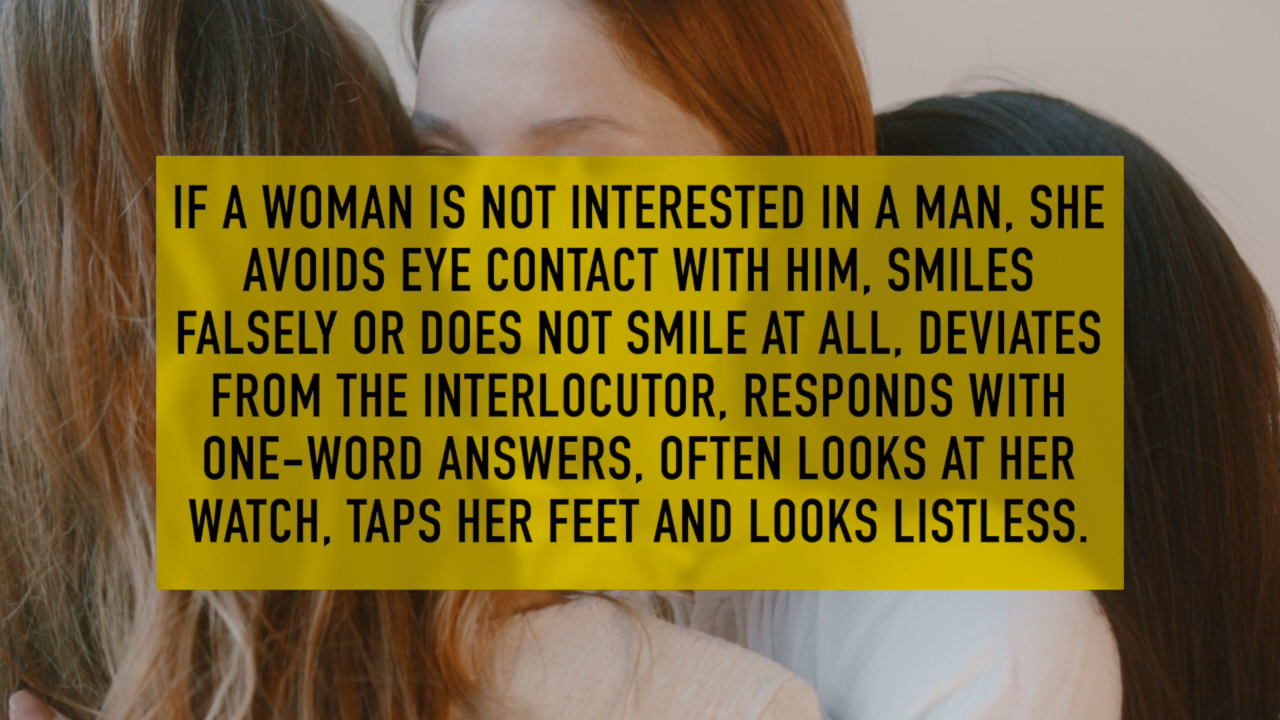 IF A WOMAN IS NOT INTERESTED IN A MAN, SHE
AVOIDS EYE CONTACT WITH HIM, SMILES
FALSELY OR DOES NOT SMILE AT ALL, DEVIATES
FROM THE INTERLOCUTOR, RESPONDS WITH
ONE-WORD ANSWERS, OFTEN LOOKS AT HER
WATCH, TAPS HER FEET AND LOOKS LISTLESS.